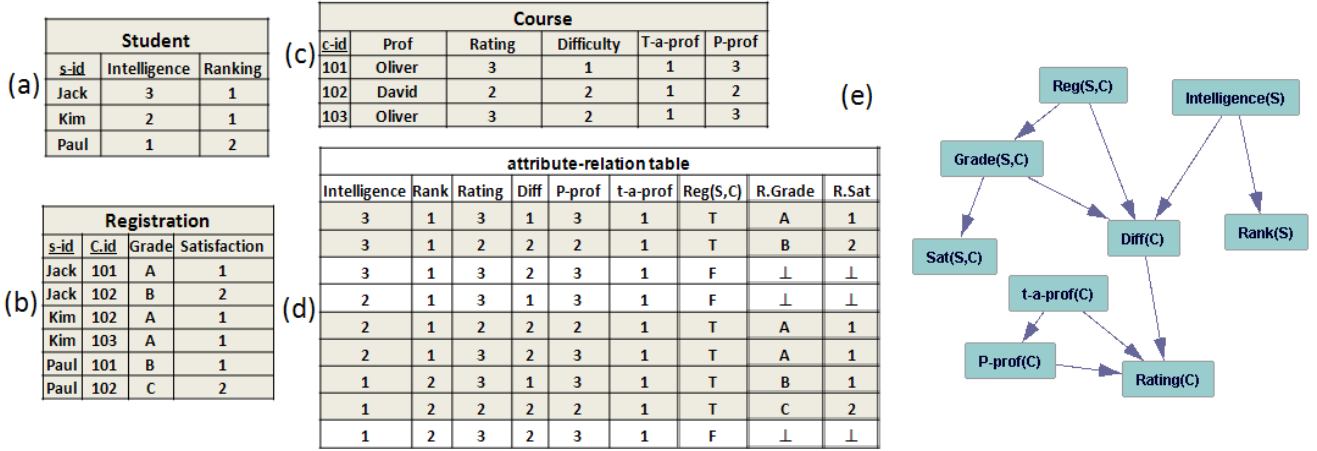 (a)
Student
s-id Intelligence Ranking
Jack 3 1
Kim 2 1
Paul 1 2
(b)
Registration
s-id C.id Grade Satisfaction
Jack 101 A 1
Jack 102 B 2
Kim 102 A 1
Kim 103 A 1
Paul 101 B 1
Paul 102 C 2
(c)
Course
c-id Prof Rating Difficulty T-a-prof P-prof
101 Oliver 3 1 1 3
102 David 2 2 1 2
103 Oliver 3 2 1 3
(d)
attribute-relation table
Intelligence Rank Rating Diff P-prof t-a-prof Reg(S,C) R.Grade R.Sat
3 1 3 1 3 1 T A 1
3 1 2 2 2 1 T B 2
3 1 3 2 3 1 F ⊥ ⊥
2 1 3 1 3 1 F ⊥ ⊥
2 1 2 2 2 1 T A 1
2 1 3 2 3 1 T A 1
1 2 3 1 3 1 T B 1
1 2 2 2 2 1 T C 2
1 2 3 2 3 1 F ⊥ ⊥
(e)
Reg(S,C)
Intelligence(S)
Grade(S,C)
Sat(S,C)
Diff(C)
Rank(S)
t-a-prof(C)
P-prof(C)
Rating(C)